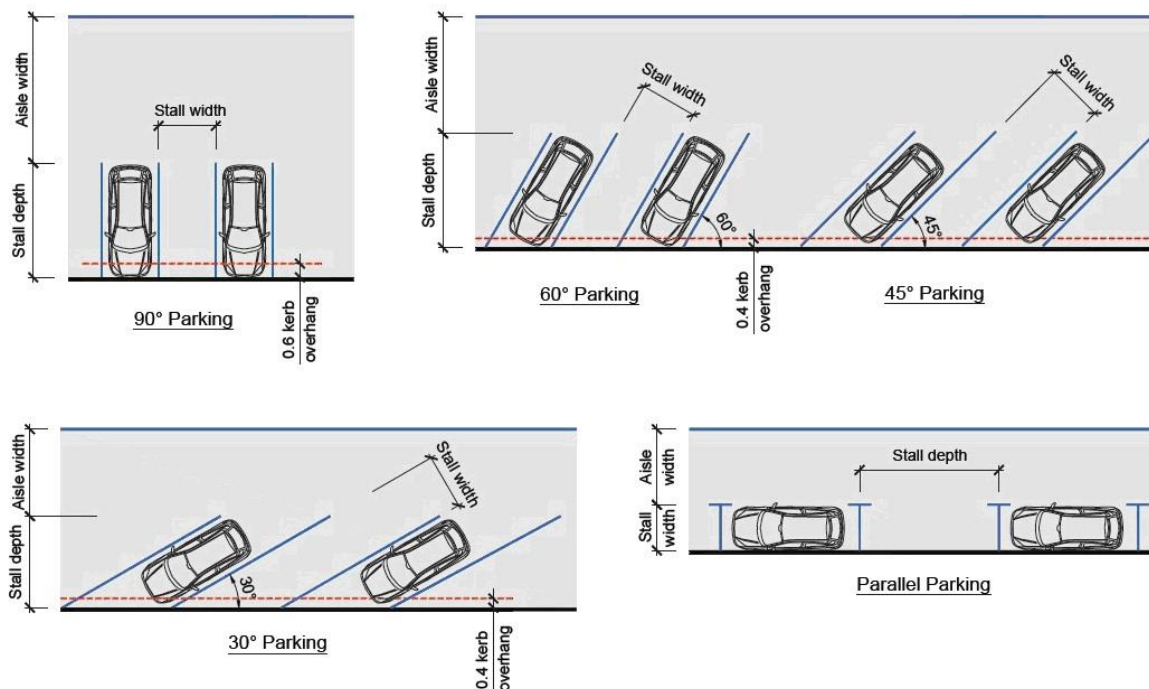 Aisle width
Stall depth
Stall width
90° Parking
0.6 kerb
overhang
Aisle width
Stall depth
Stall width
60°
60° Parking
0.4 kerb
overhang
Stall width
45°
45° Parking
Aisle width
Stall depth
Stall width
30°
30° Parking
0.4 kerb
overhang
Aisle
width
Stall
width
Stall depth
Parallel Parking